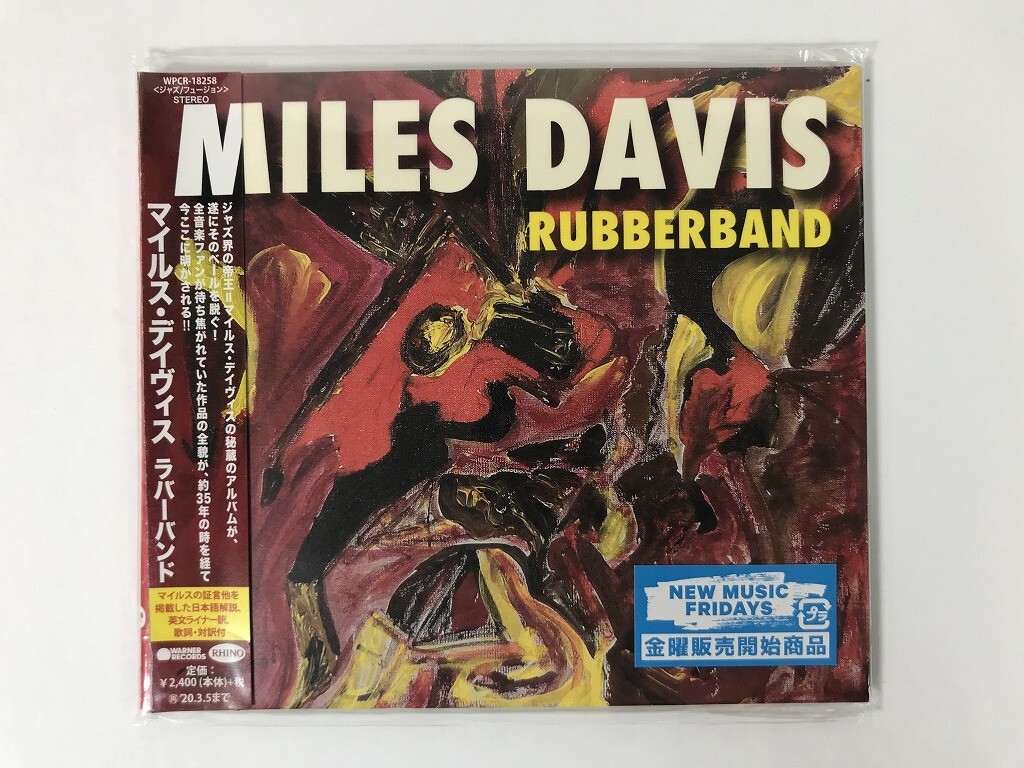 WPCR-18258
<ジャズ/フュージョン>
STEREO
MILES DAVIS
RUBBERBAND
ジャズ界の帝王=マイルス・デイヴィスの秘蔵のアルバムが、
遂にそのベールを脱ぐ!
全音楽ファンが待ち焦がれていた作品の全貌が、約35年の時を経て
今ここに明かされる!!
マイルス・デイヴィス ラバーバンド
マイルスの証言他を
掲載した日本語解説、
英文ライナー訳、
歌詞・対訳付
WARNER RECORDS
RHINO
定価:
¥2,400(本体)+税
Ⓗ'20.3.5まで
NEW MUSIC
FRIDAYS
プラ
金曜販売開始商品